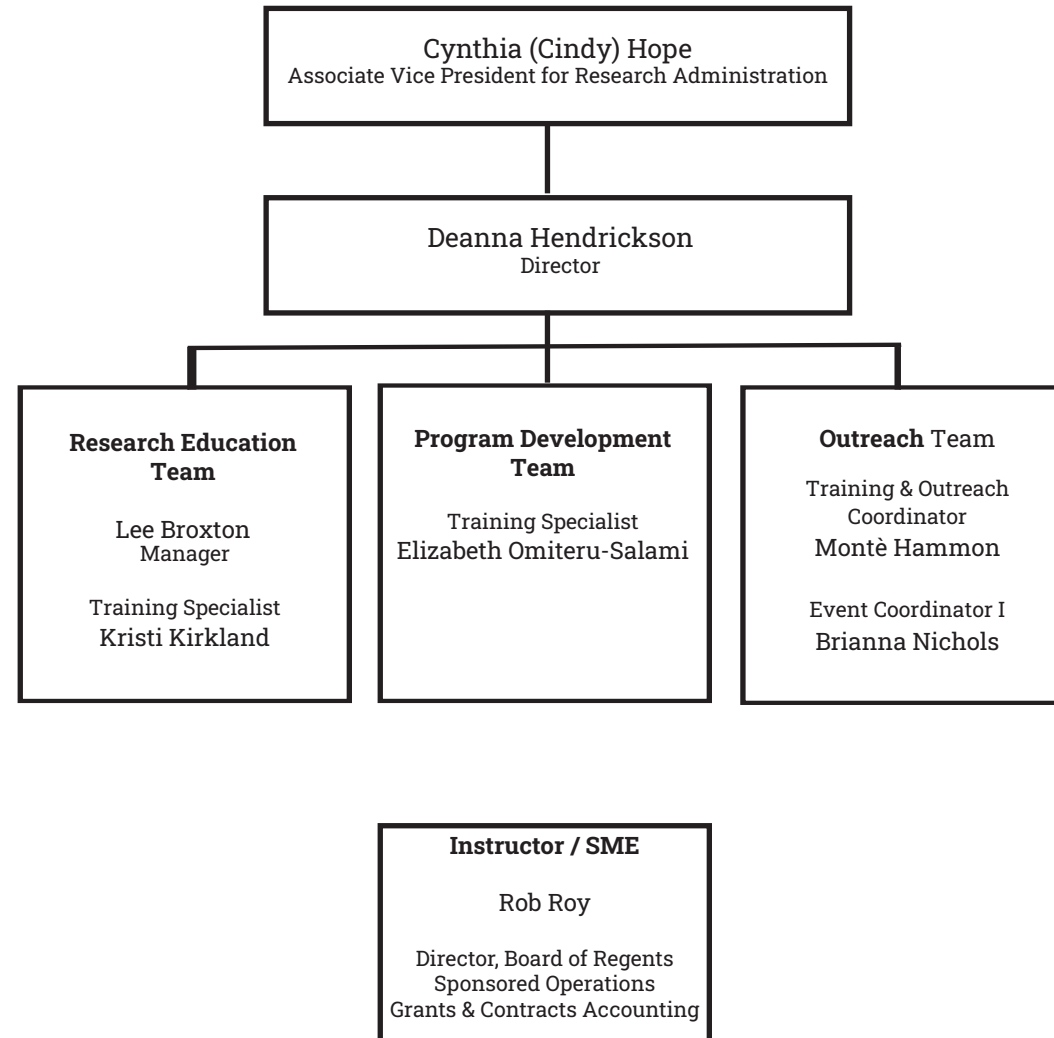 Cynthia (Cindy) Hope
Associate Vice President for Research Administration
Deanna Hendrickson
Director
Research Education
Team
Lee Broxton
Manager
Training Specialist
Kristi Kirkland
Program Development
Team
Training Specialist
Elizabeth Omiteru-Salami
Outreach Team
Training & Outreach
Coordinator
Montè Hammon
Event Coordinator I
Brianna Nichols
Instructor / SME
Rob Roy
Director, Board of Regents
Sponsored Operations
Grants & Contracts Accounting